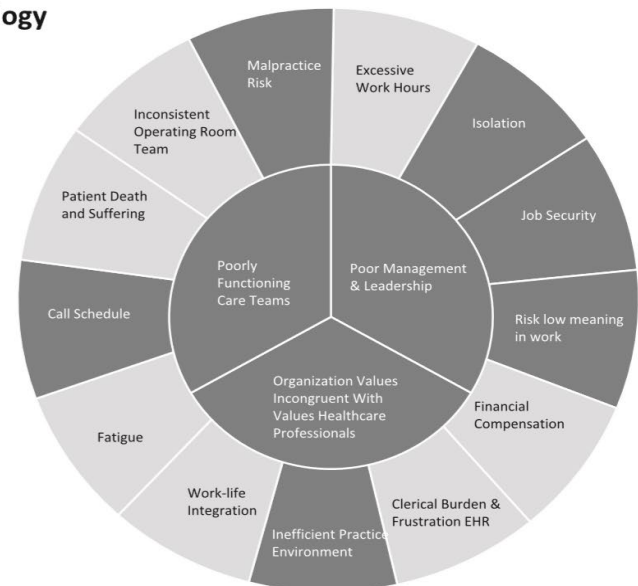 ogy
Malpractice
Risk
Excessive
Work Hours
Isolation
Job Security
Risk low meaning
in work
Financial
Compensation
Clerical Burden &
Frustration EHR
Inefficient Practice
Environment
Work-life
Integration
Fatigue
Call Schedule
Patient Death
and Suffering
Inconsistent
Operating Room
Team
Poorly
Functioning
Care Teams
Poor Management
& Leadership
Organization Values
Incongruent With
Values Healthcare
Professionals